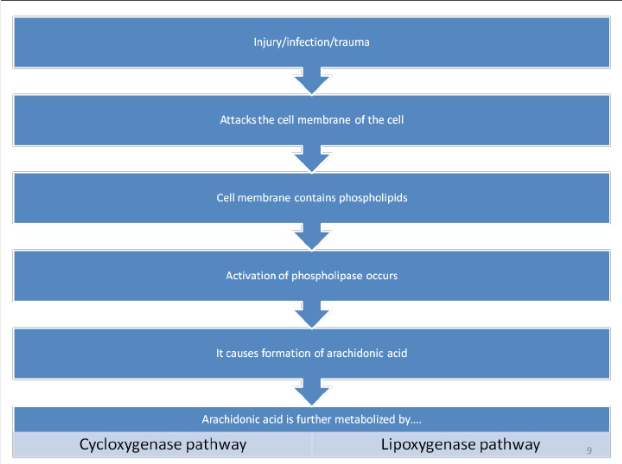 Injury/infection/trauma
Attacks the cell membrane of the cell
Cell membrane contains phospholipids
Activation of phospholipase occurs
It causes formation of arachidonic acid
Arachidonic acid is further metabolized by....
Cycloxygenase pathway
Lipoxygenase pathway
9